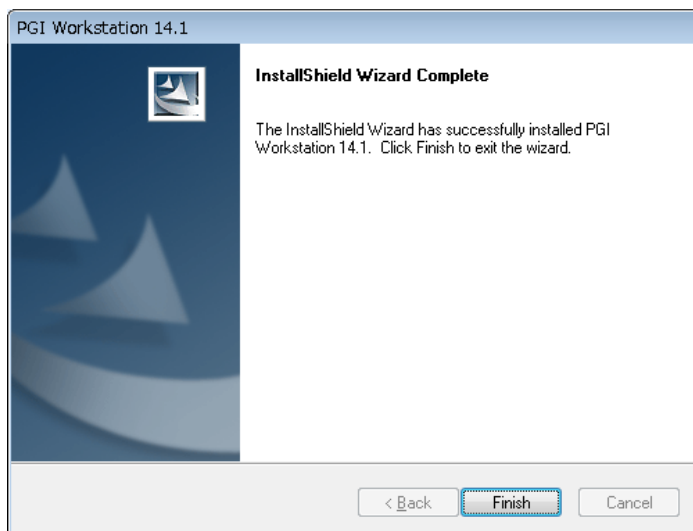 PGI Workstation 14.1
InstallShield Wizard Complete
The InstallShield Wizard has successfully installed PGI
Workstation 14.1. Click Finish to exit the wizard.
< Back
Finish
Cancel